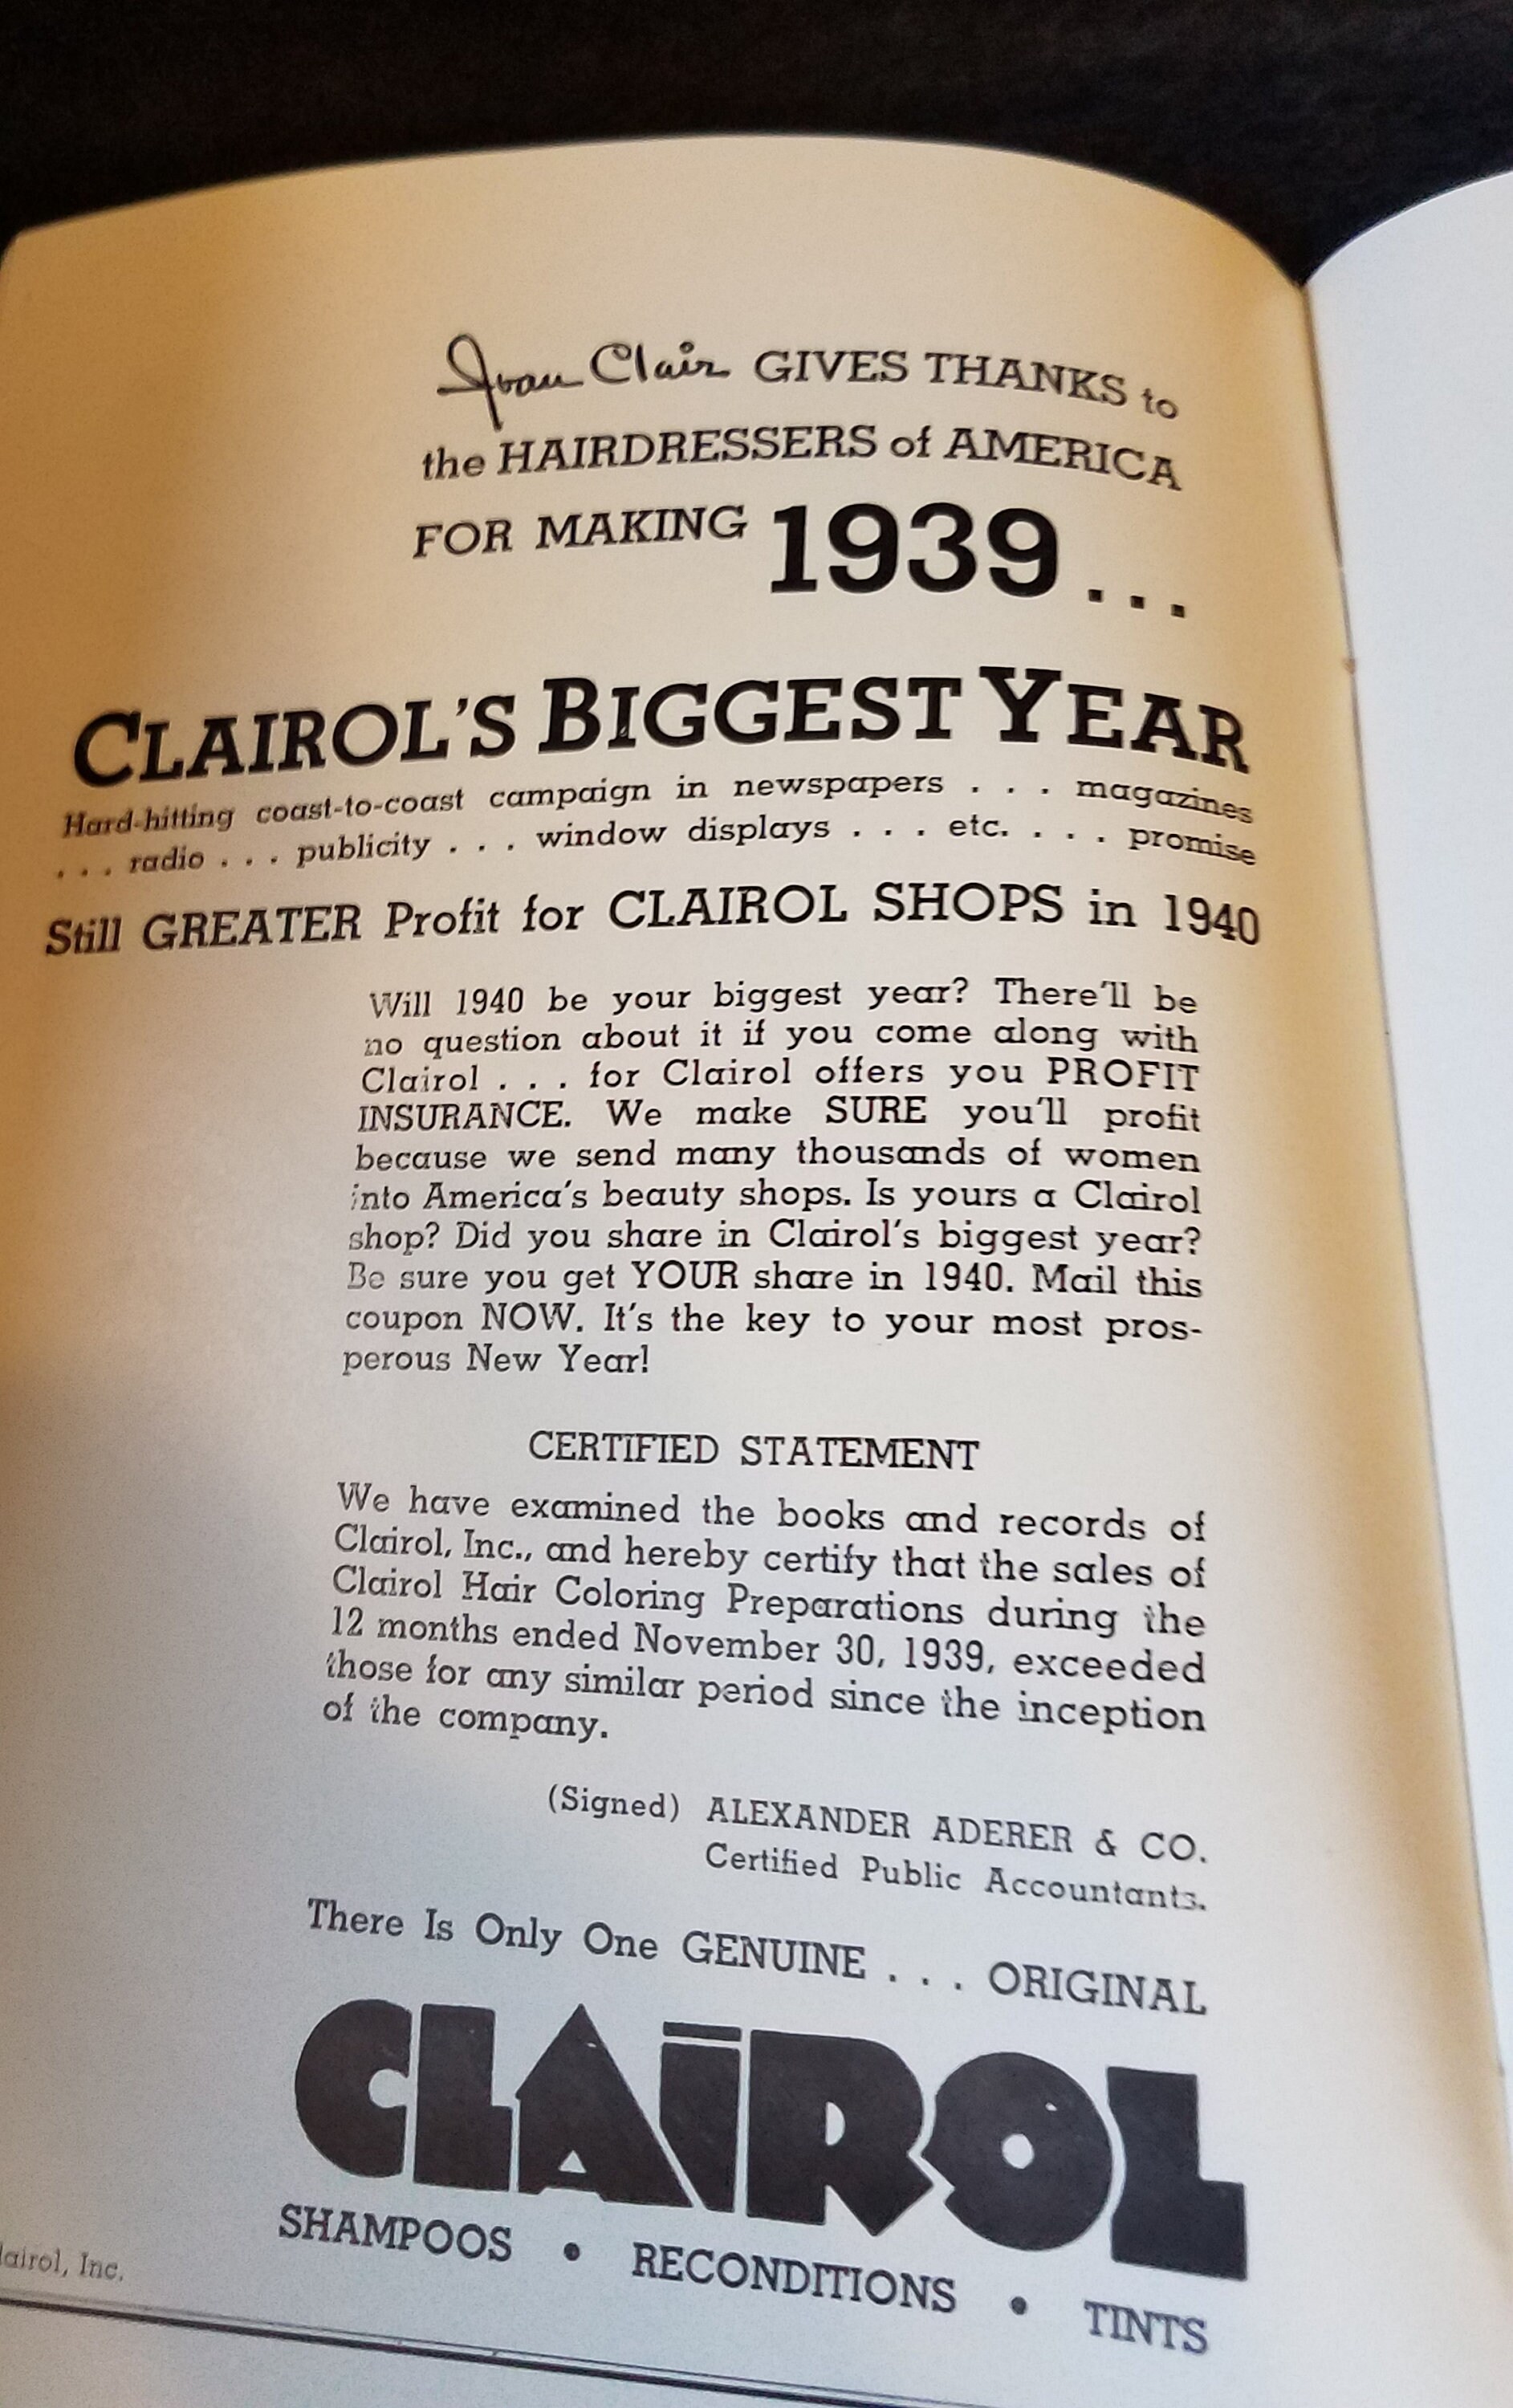 Joan Clair GIVES THANKS to
the HAIRDRESSERS of AMERICA
FOR MAKING 1939...
CLAIROL'S BIGGEST YEAR
Hard-hitting coast-to-coast campaign in newspapers . . . magazines
. . . radio . . . publicity . . . window displays . . . etc. . . . promise
Still GREATER Profit for CLAIROL SHOPS in 1940
Will 1940 be your biggest year? There'll be
no question about it if you come along with
Clairol . . . for Clairol offers you PROFIT
INSURANCE. We make SURE you'll profit
because we send many thousands of women
into America's beauty shops. Is yours a Clairol
shop? Did you share in Clairol's biggest year?
Be sure you get YOUR share in 1940. Mail this
coupon NOW. It's the key to your most pros-
perous New Year!
CERTIFIED STATEMENT
We have examined the books and records of
Clairol, Inc., and hereby certify that the sales of
Clairol Hair Coloring Preparations during the
12 months ended November 30, 1939, exceeded
those for any similar period since the inception
of the company.
(Signed) ALEXANDER ADERER & CO.
Certified Public Accountants.
There Is Only One GENUINE . . . ORIGINAL
CLAIROL
SHAMPOOS • RECONDITIONS • TINTS
lairol, Inc.